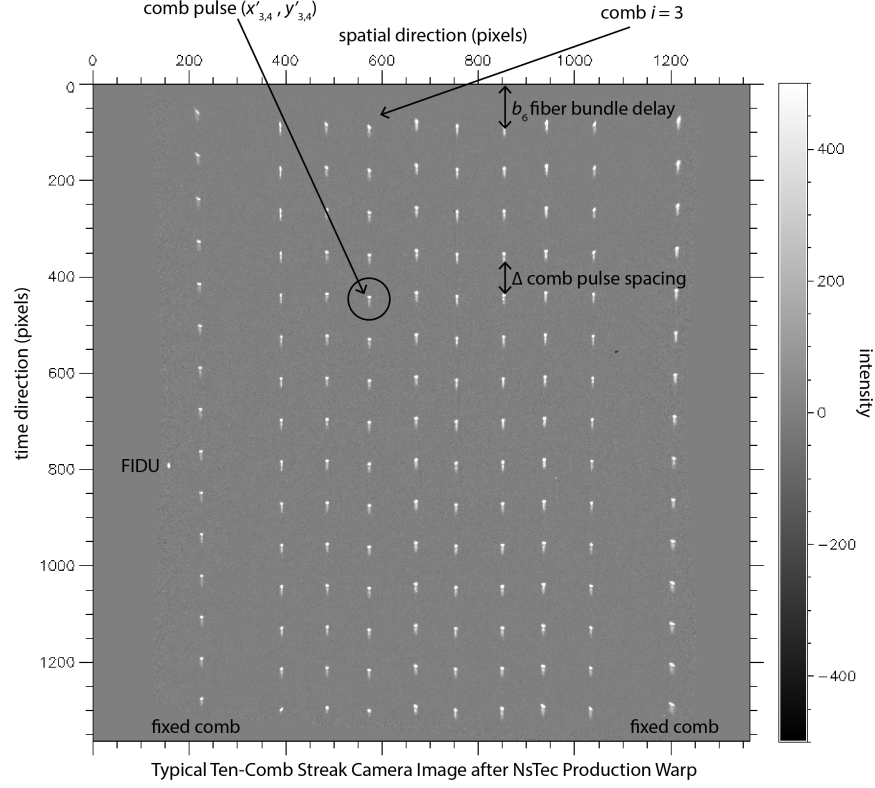 comb pulse (x′3,4 , y′3,4)
comb i = 3
spatial direction (pixels)
0 200 400 600 800 1000 1200
0
b6 fiber bundle delay
400
200
400
Δ comb pulse spacing
200
time direction (pixels)
600
0
intensity
FIDU
800
−200
1000
1200
−400
fixed comb
fixed comb
Typical Ten-Comb Streak Camera Image after NsTec Production Warp